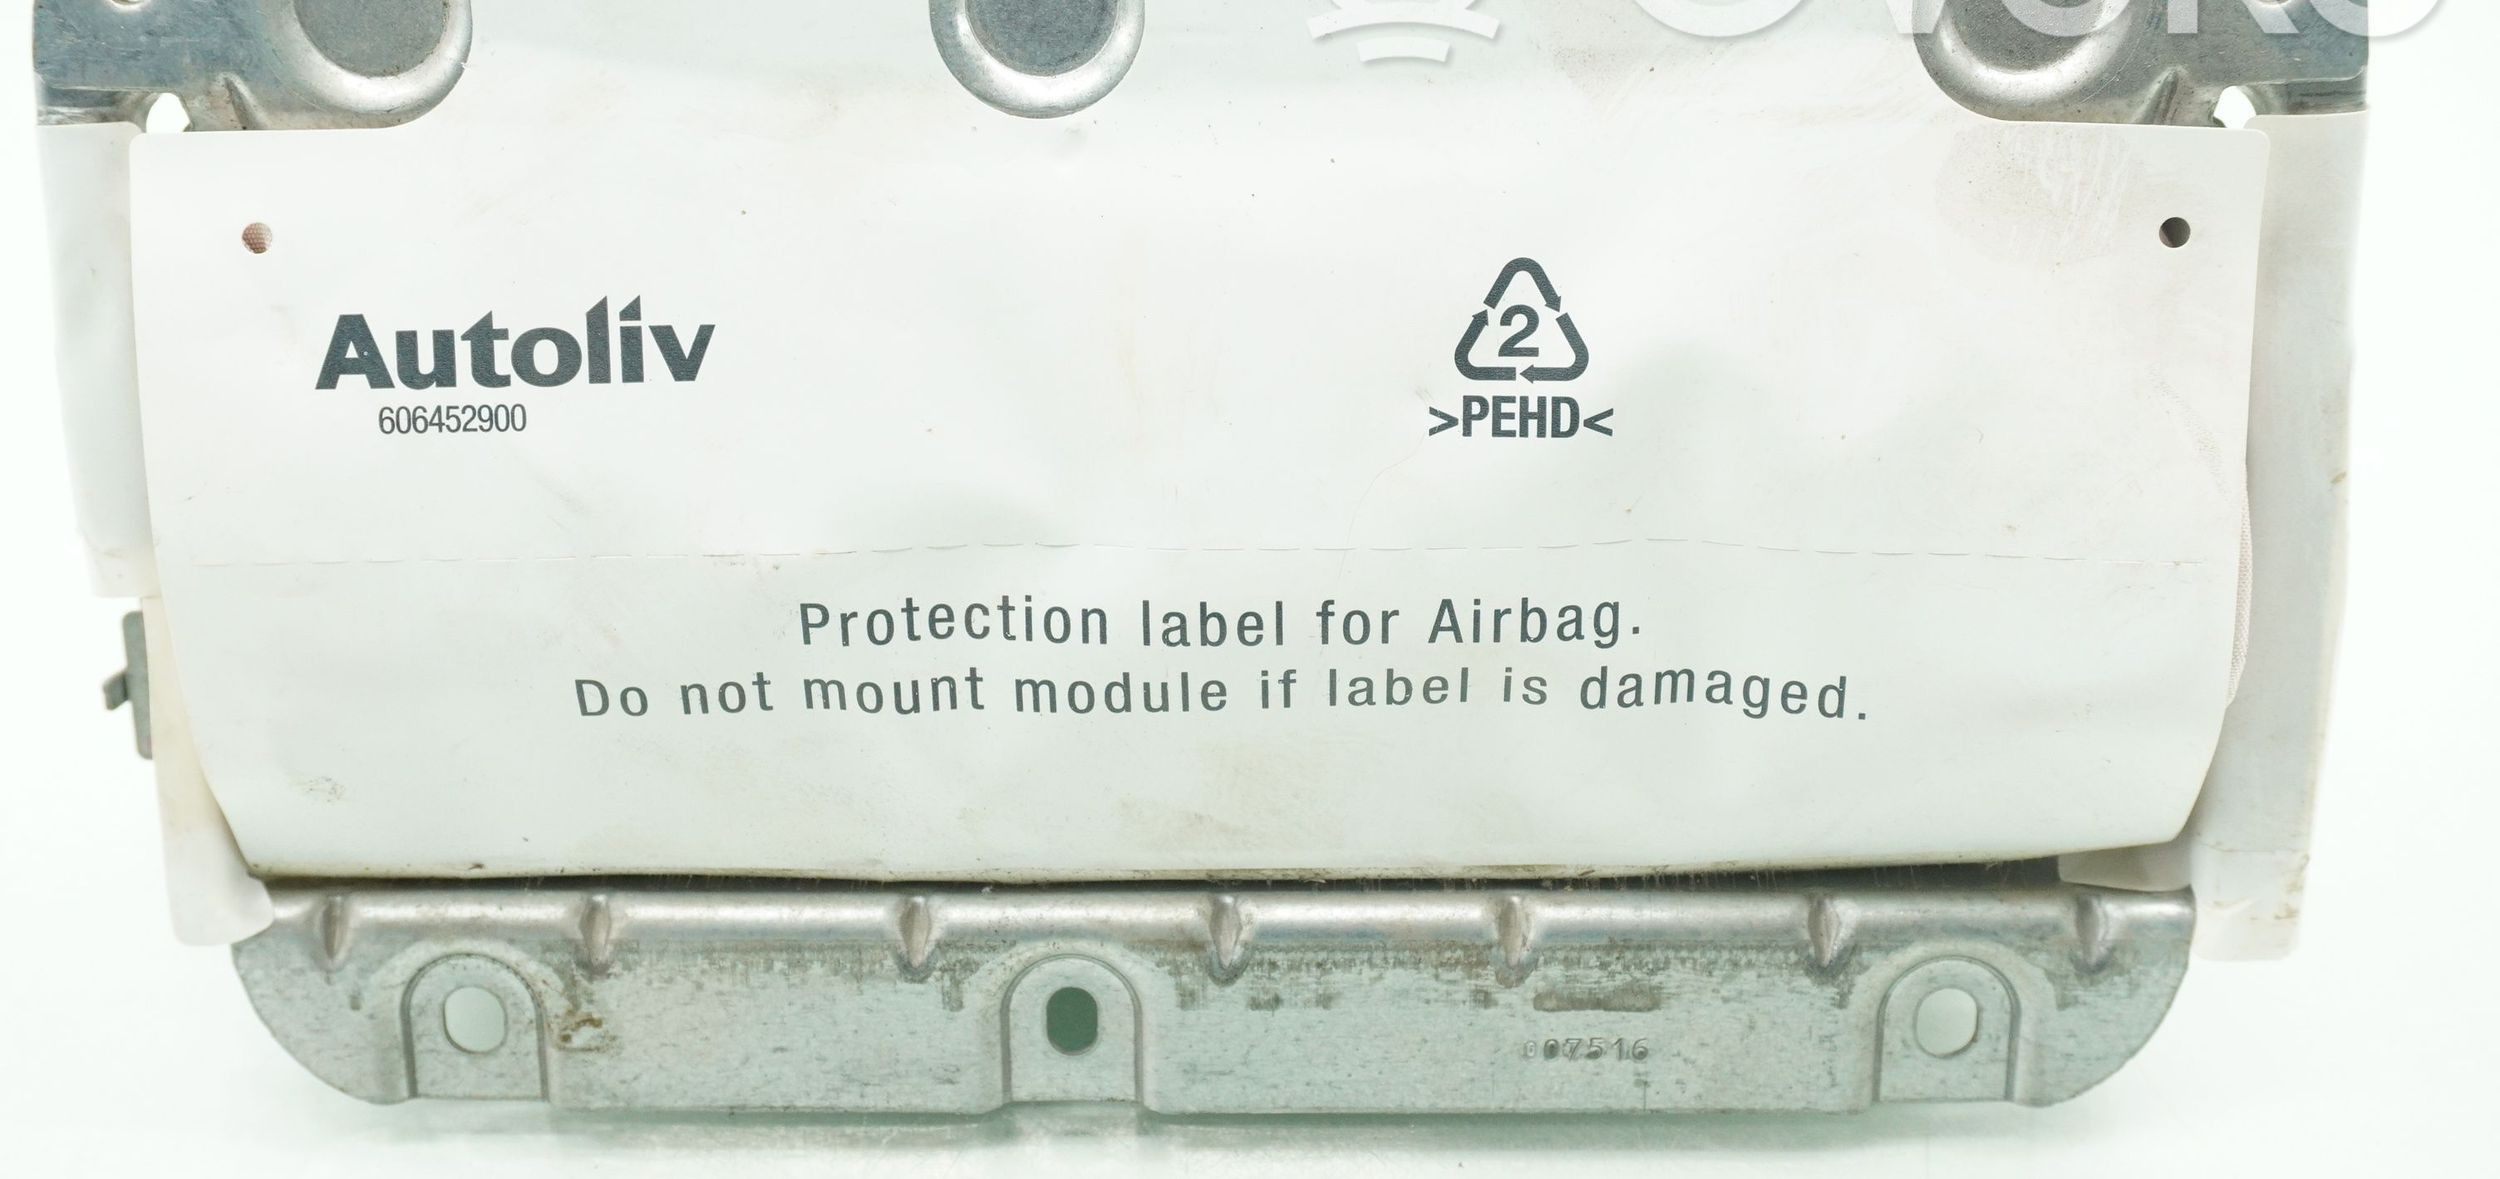 Autoliv
606452900
2
>PEHD<
Protection label for Airbag.
Do not mount module if label is damaged.
007516